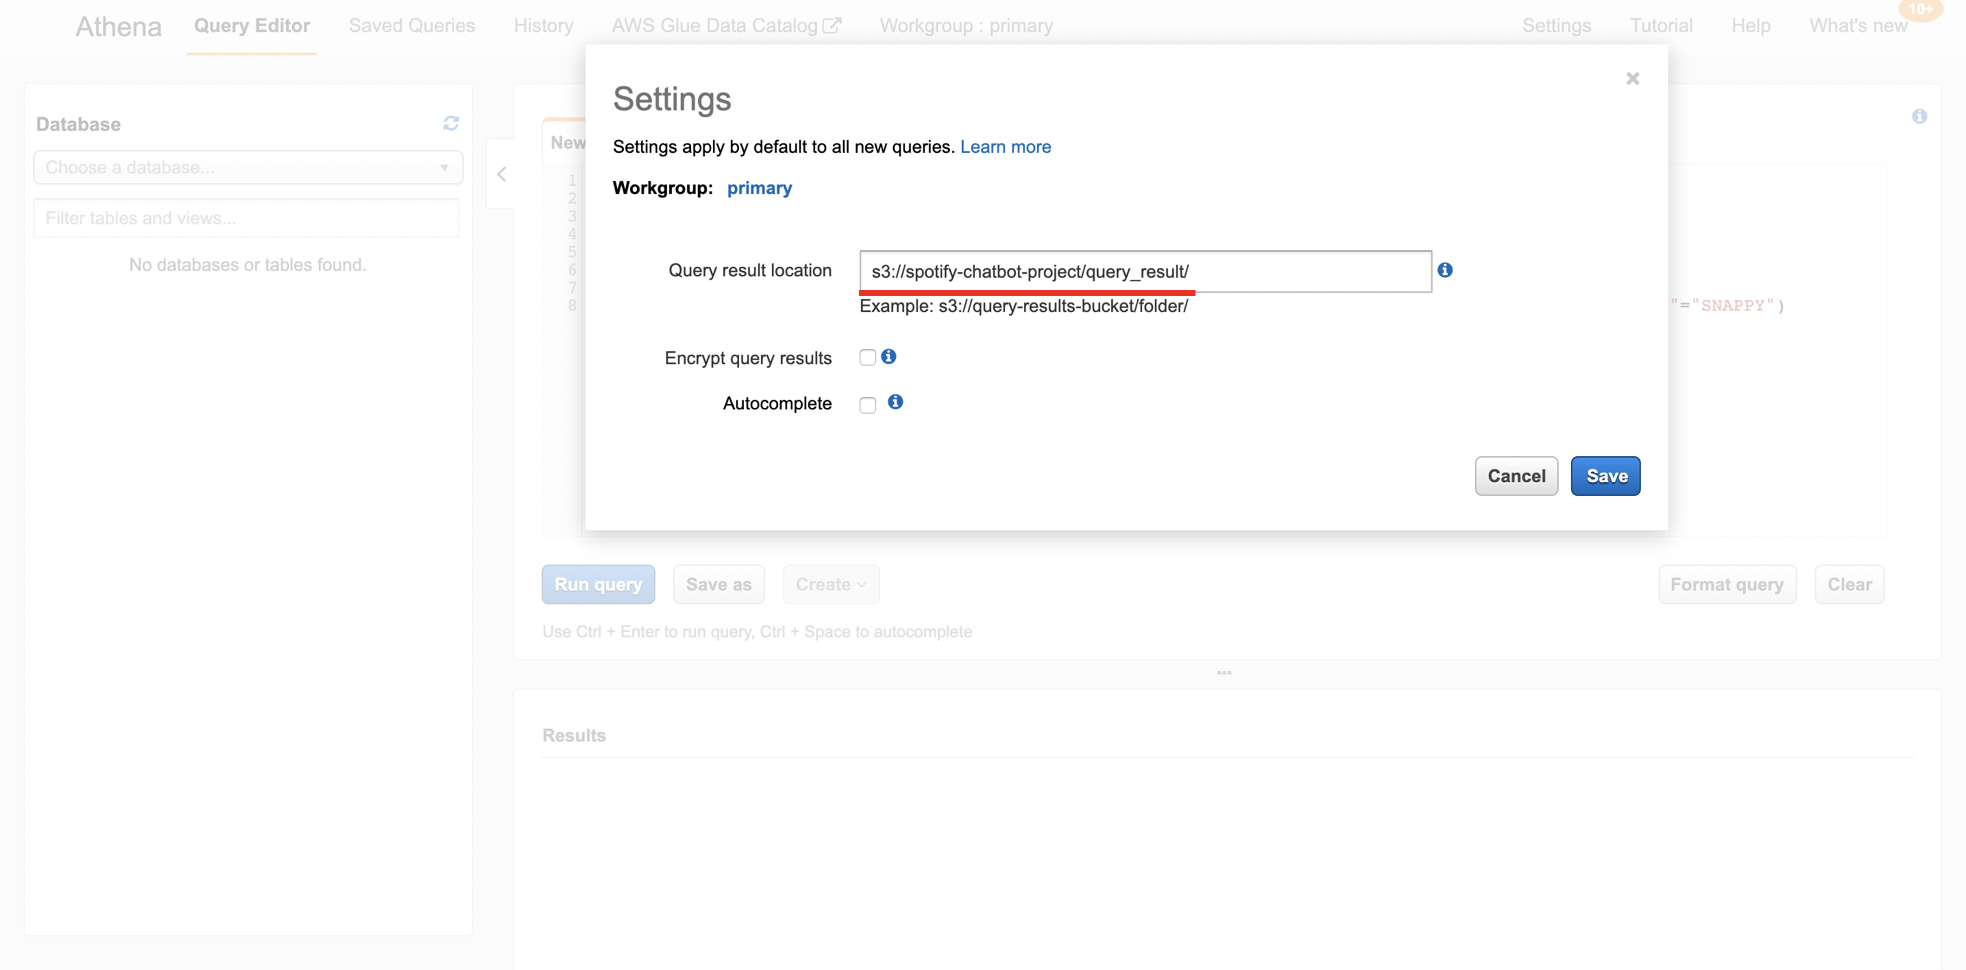 Athena Query Editor Saved Queries History AWS Glue Data Catalog Workgroup : primary Settings Tutorial Help What's new 10+
Settings
Settings apply by default to all new queries. Learn more
Workgroup: primary
Query result location s3://spotify-chatbot-project/query_result/
Example: s3://query-results-bucket/folder/
Encrypt query results
Autocomplete
Cancel Save
Database
Choose a database...
Filter tables and views...
No databases or tables found.
New
1
2
3
4
5
6
7
8 "="SNAPPY")
Run query Save as Create Format query Clear
Use Ctrl + Enter to run query, Ctrl + Space to autocomplete
Results